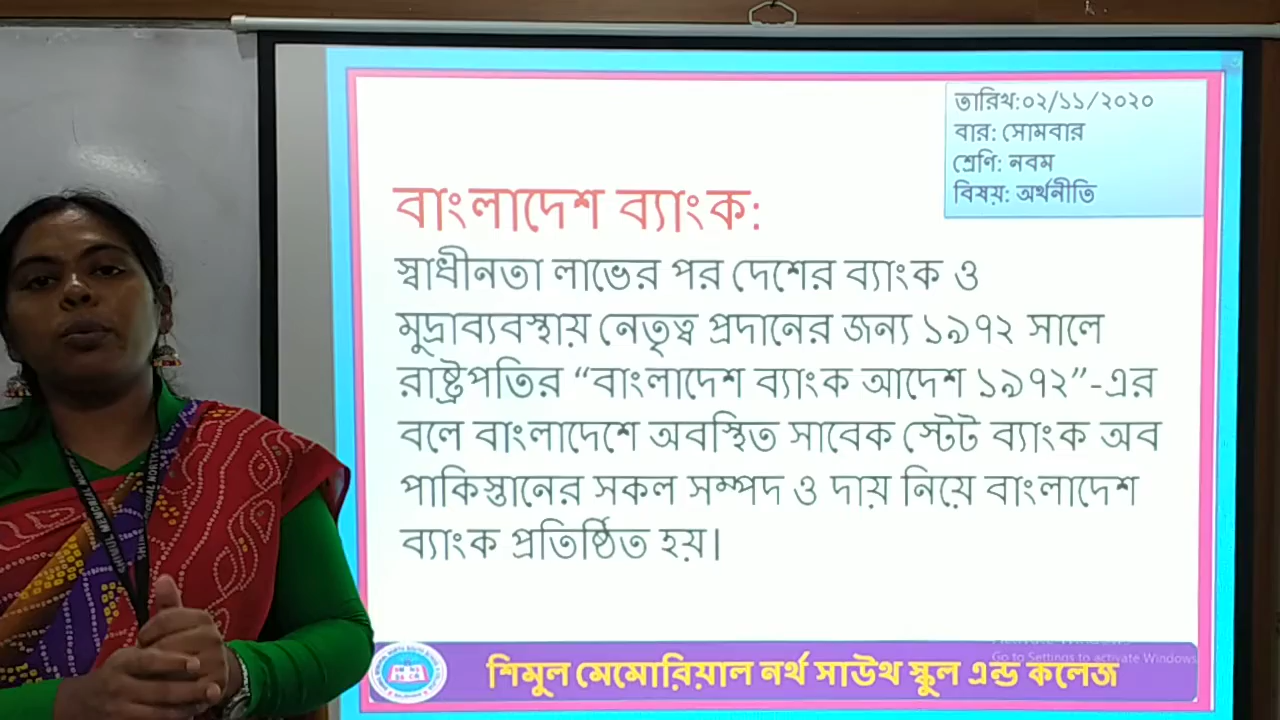 তারিখ:০২/১১/২০২০
বার: সোমবার
শ্রেণি: নবম
বিষয়: অর্থনীতি
বাংলাদেশ ব্যাংক:
স্বাধীনতা লাভের পর দেশের ব্যাংক ও
মুদ্রাব্যবস্থায় নেতৃত্ব প্রদানের জন্য ১৯৭২ সালে
রাষ্ট্রপতির “বাংলাদেশ ব্যাংক আদেশ ১৯৭২”-এর
বলে বাংলাদেশে অবস্থিত সাবেক স্টেট ব্যাংক অব
পাকিস্তানের সকল সম্পদ ও দায় নিয়ে বাংলাদেশ
ব্যাংক প্রতিষ্ঠিত হয়।
Go to Settings to activate Windows.
শিমুল মেমোরিয়াল নর্থ সাউথ স্কুল এন্ড কলেজ